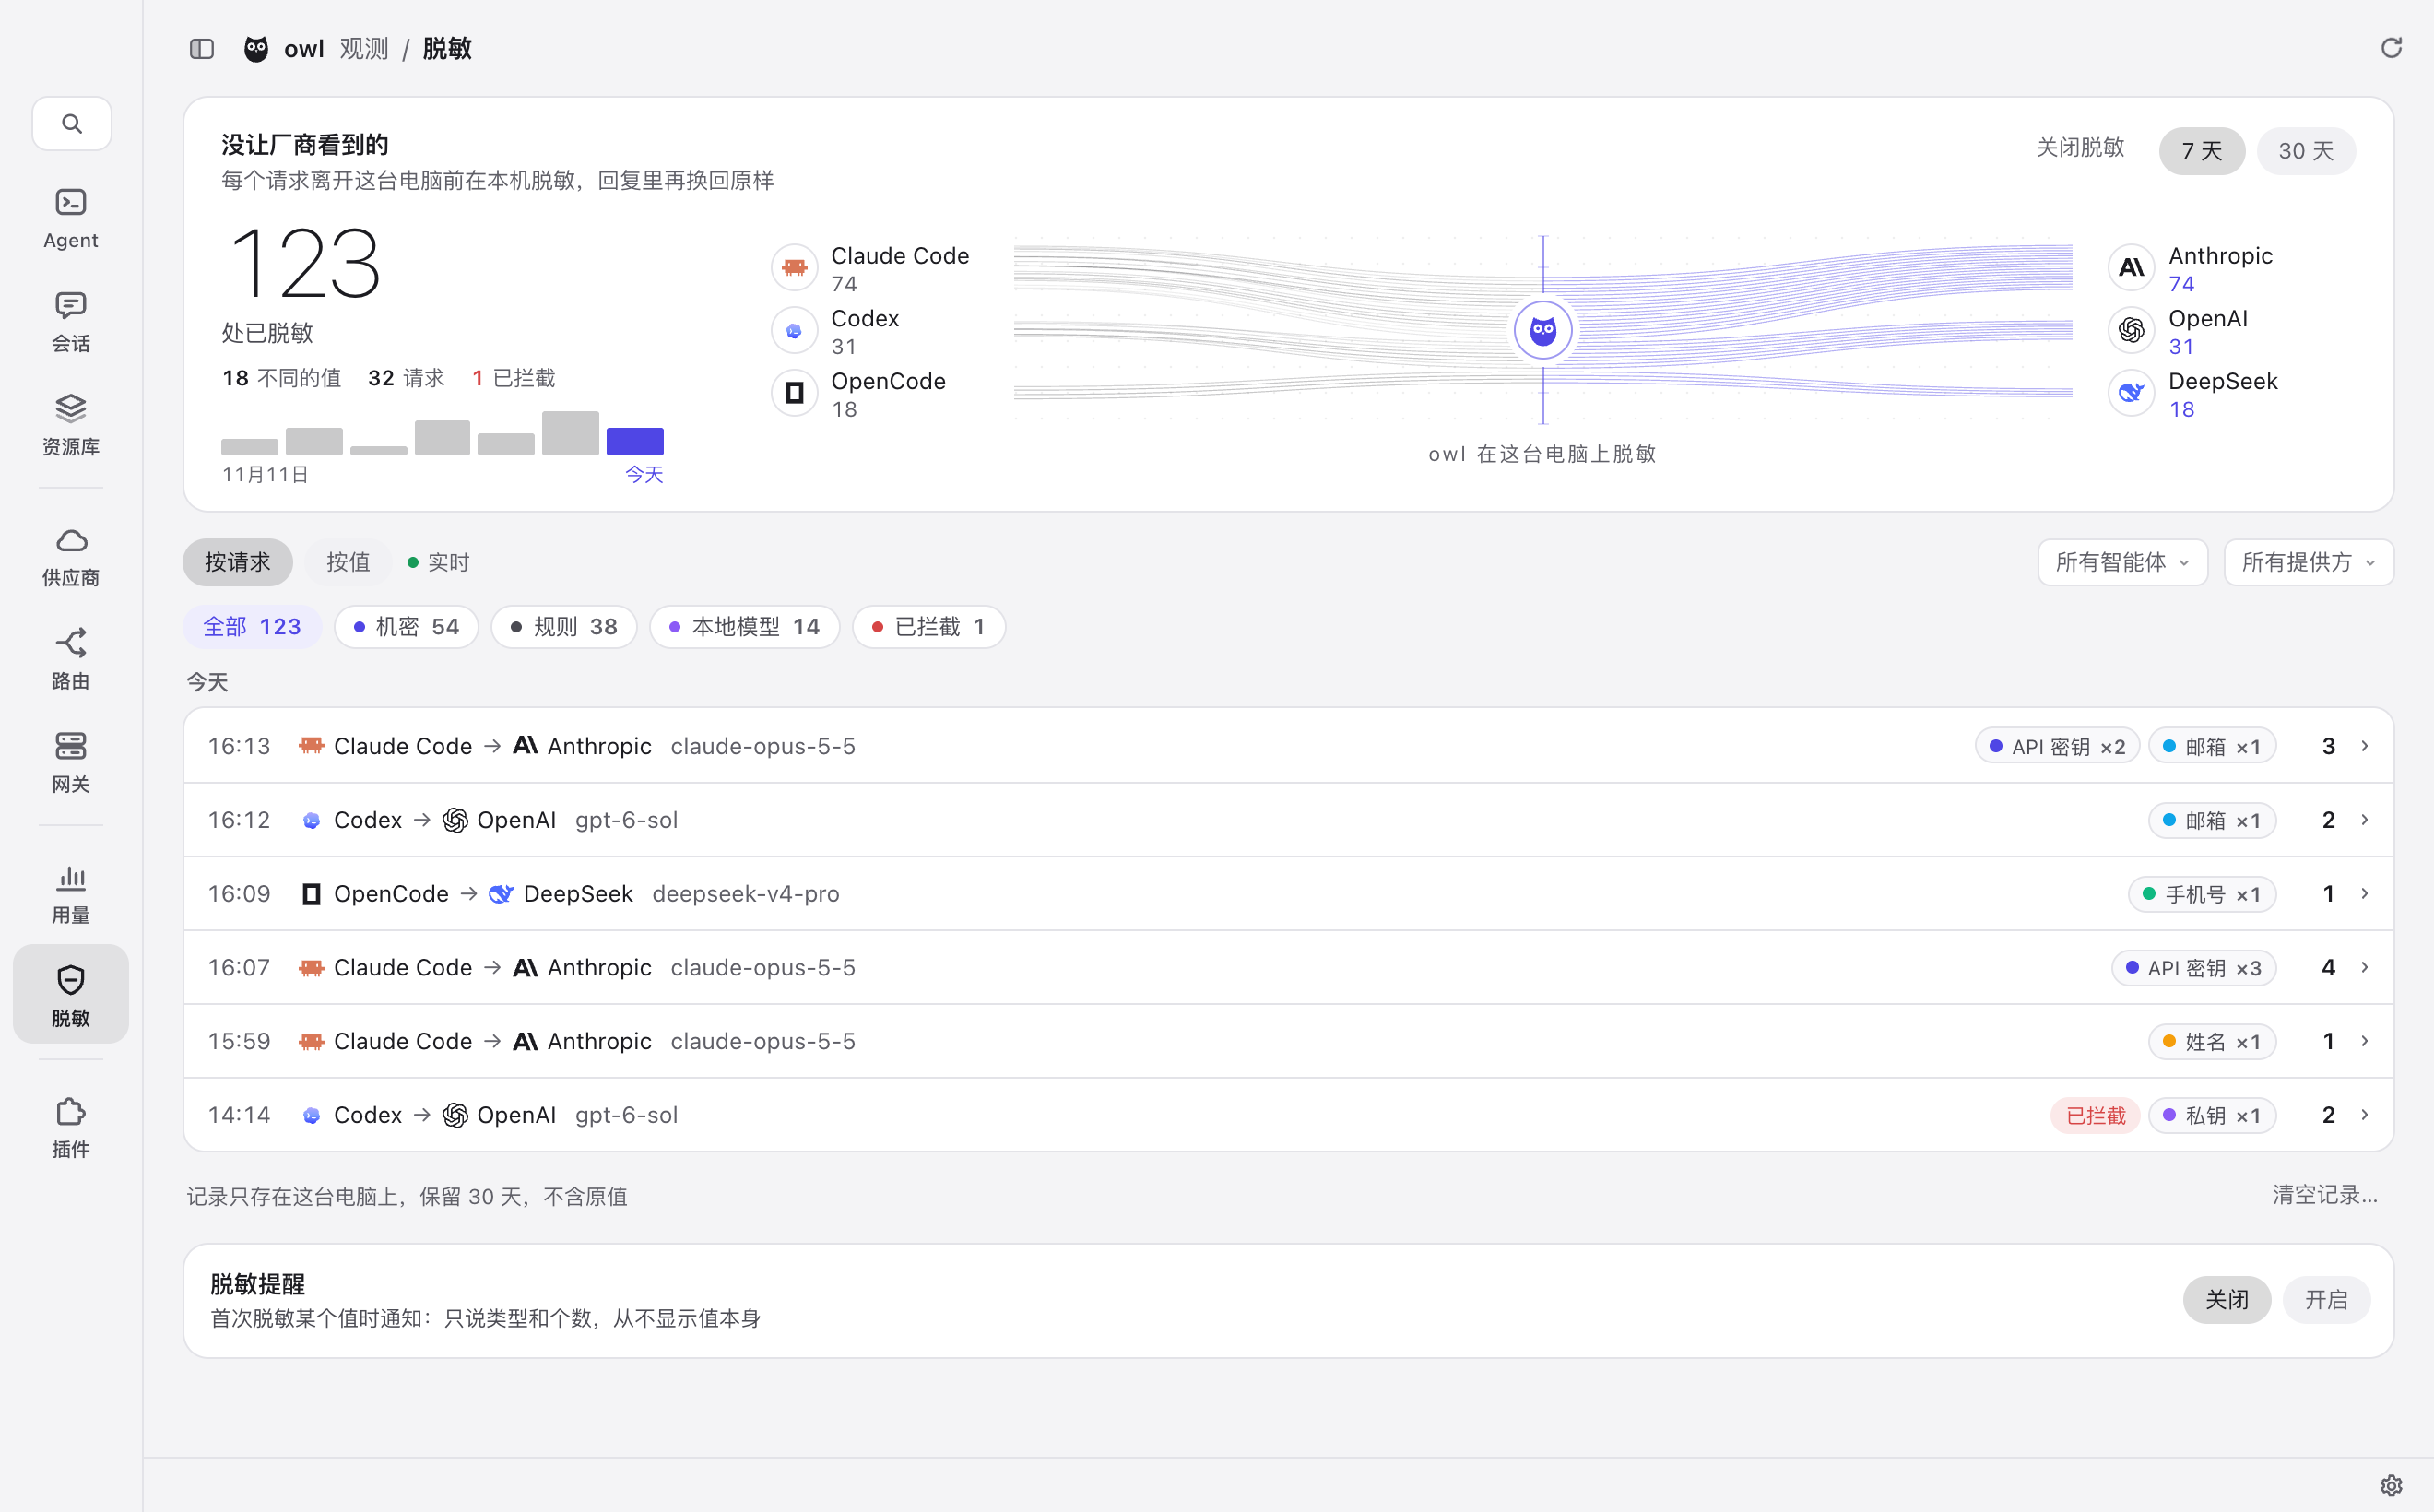 owl 观测 / 脱敏
Agent
会话
资源库
供应商
路由
网关
用量
脱敏
插件
没让厂商看到的
每个请求离开这台电脑前在本机脱敏，回复里再换回原样
关闭脱敏 7 天 30 天
123
处已脱敏
18 不同的值 32 请求 1 已拦截
11月11日 今天
Claude Code
74
Codex
31
OpenCode
18
owl 在这台电脑上脱敏
Anthropic
74
OpenAI
31
DeepSeek
18
按请求 按值 实时 所有智能体 所有提供方
全部 123 机密 54 规则 38 本地模型 14 已拦截 1
今天
16:13 Claude Code → Anthropic claude-opus-5-5 API 密钥 ×2 邮箱 ×1 3
16:12 Codex → OpenAI gpt-6-sol 邮箱 ×1 2
16:09 OpenCode → DeepSeek deepseek-v4-pro 手机号 ×1 1
16:07 Claude Code → Anthropic claude-opus-5-5 API 密钥 ×3 4
15:59 Claude Code → Anthropic claude-opus-5-5 姓名 ×1 1
14:14 Codex → OpenAI gpt-6-sol 已拦截 私钥 ×1 2
记录只存在这台电脑上，保留 30 天，不含原值 清空记录...
脱敏提醒
首次脱敏某个值时通知：只说类型和个数，从不显示值本身
关闭 开启